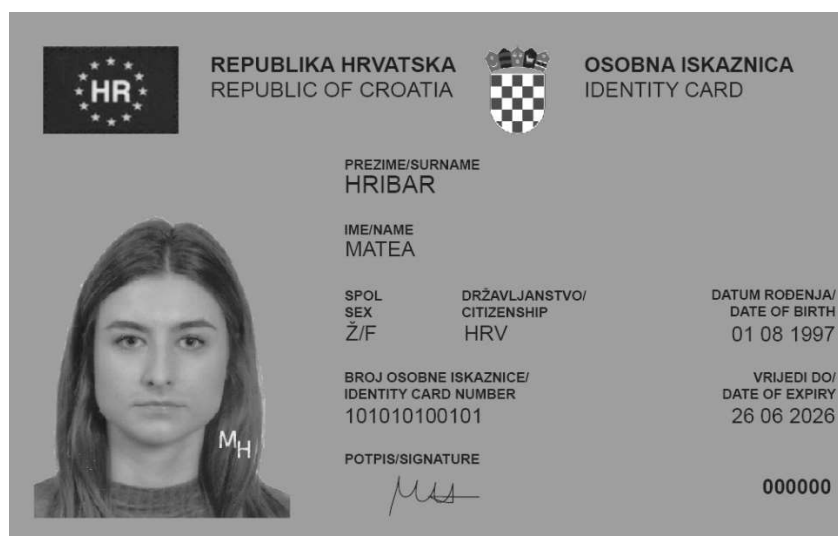 HR
REPUBLIKA HRVATSKA
REPUBLIC OF CROATIA
OSOBNA ISKAZNICA
IDENTITY CARD
PREZIME/SURNAME
HRIBAR
IME/NAME
MATEA
SPOL
SEX
Ž/F
DRŽAVLJANSTVO/
CITIZENSHIP
HRV
DATUM ROĐENJA/
DATE OF BIRTH
01 08 1997
BROJ OSOBNE ISKAZNICE/
IDENTITY CARD NUMBER
101010100101
VRIJEDI DO/
DATE OF EXPIRY
26 06 2026
MH
POTPIS/SIGNATURE
000000